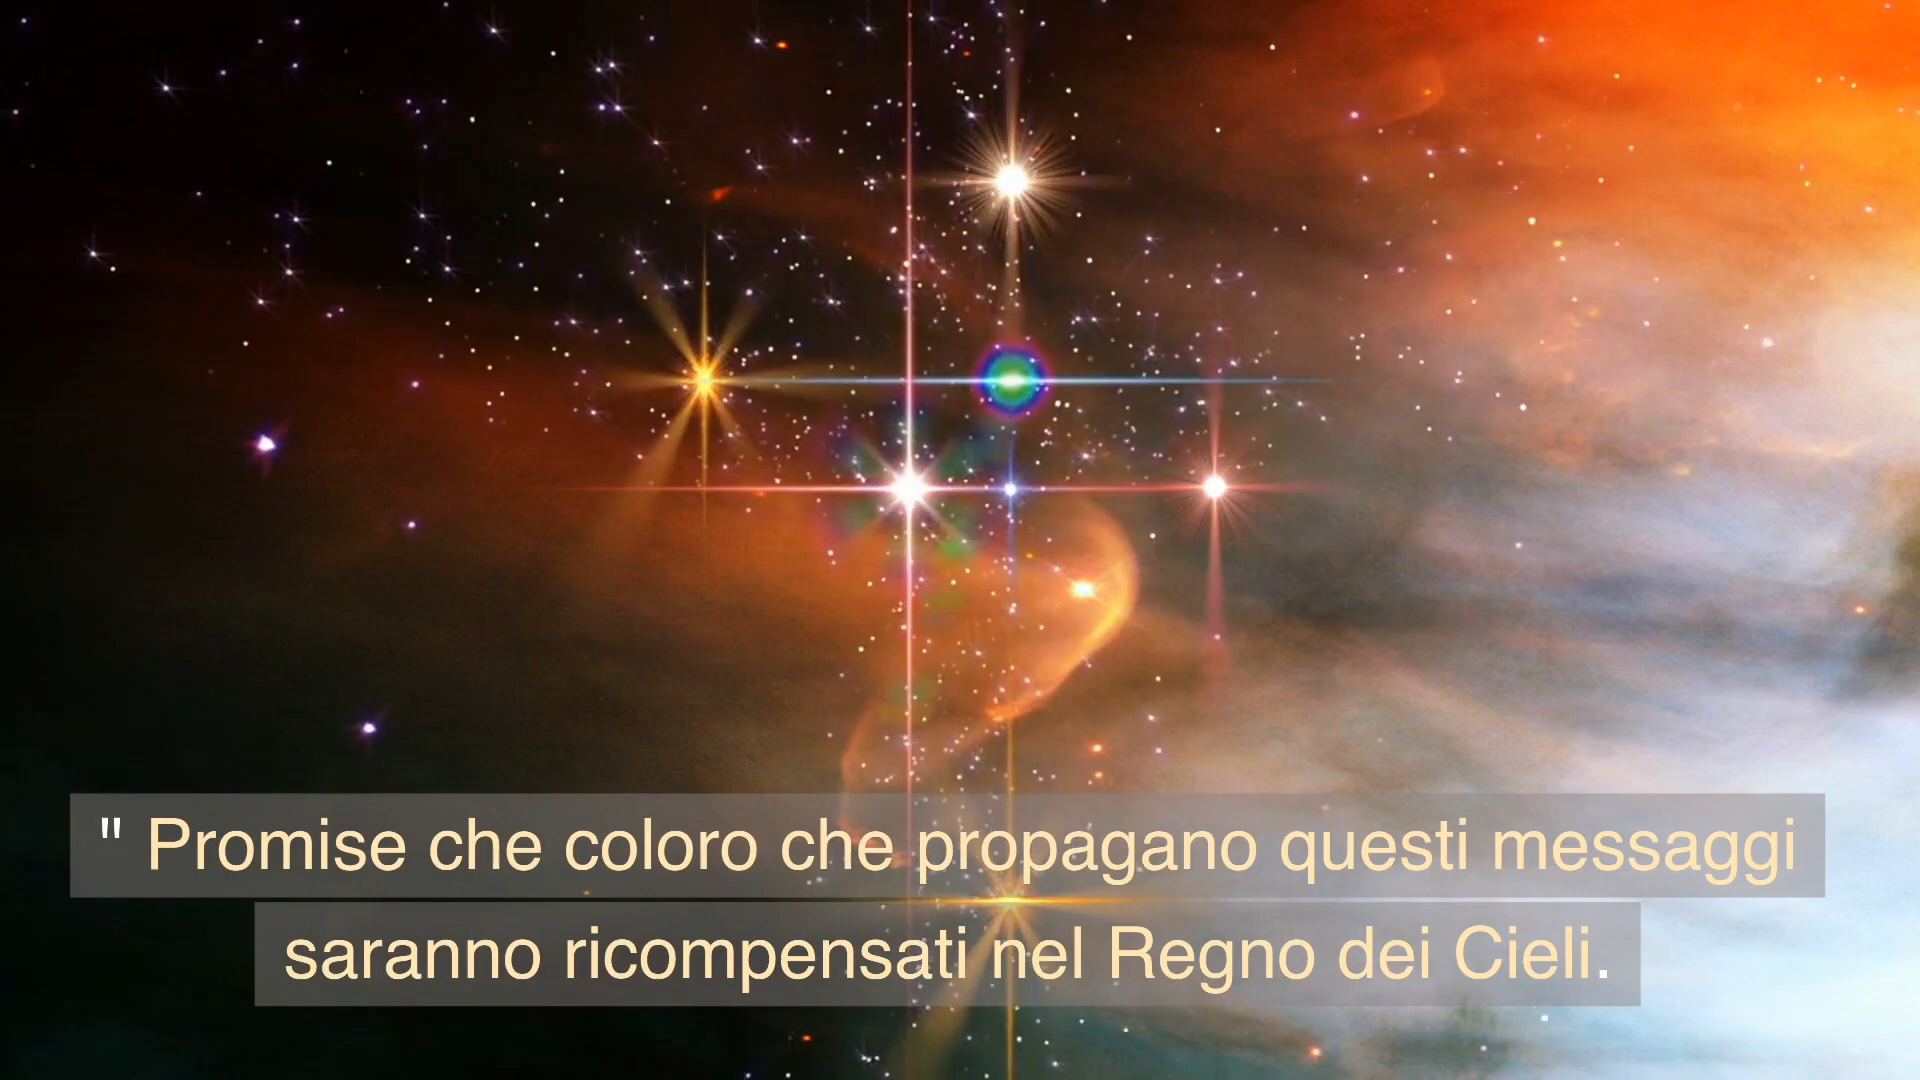 " Promise che coloro che propagano questi messaggi
saranno ricompensati nel Regno dei Cieli.